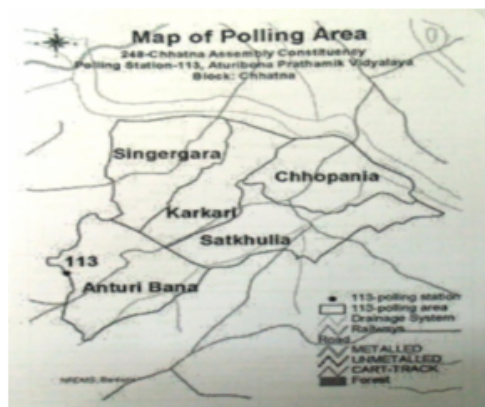 Map of Polling Area
248-Chhatna Assembly Constituency
Polling Station-113, Aturibona Prathamik Vidyalaya
Block: Chhatna
Singergara
Chhopania
Karkari
Satkhulia
113
Anturi Bana
113-polling station
113-polling area
Drainage System
Railways
Road
METALLED
UNMETALLED
CART-TRACK
Forest
NRDMS,